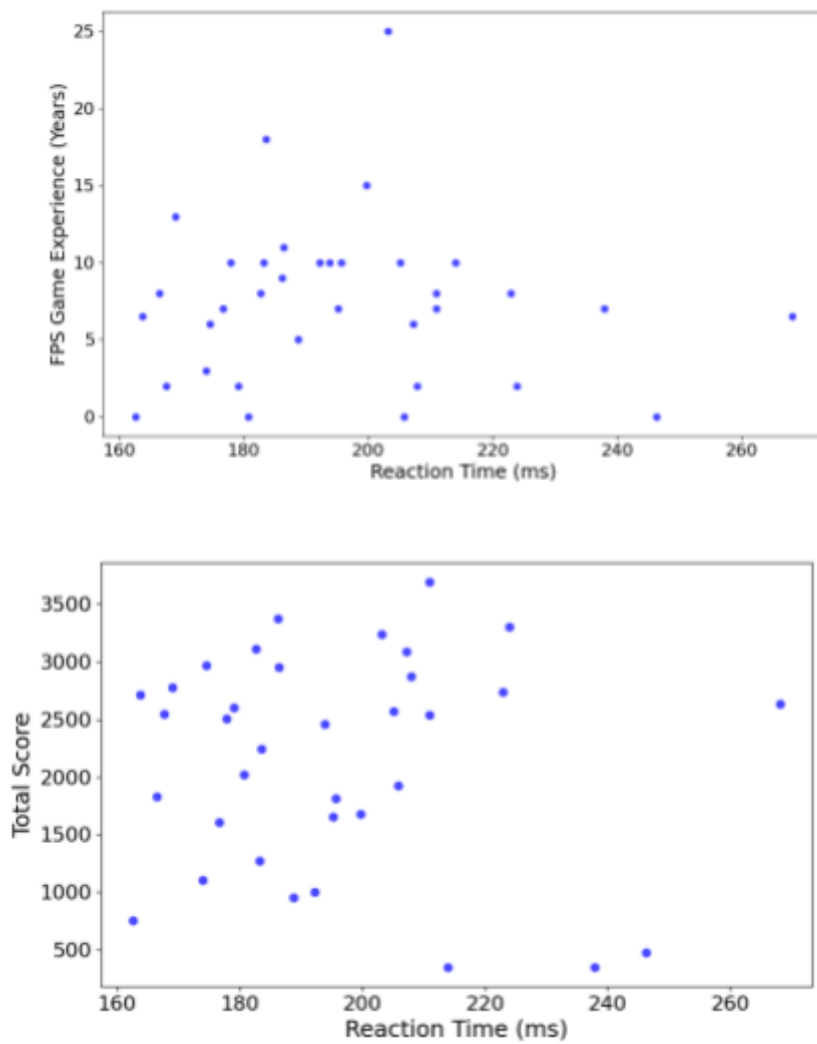 25
20
15
10
5
0
FPS Game Experience (Years)
160 180 200 220 240 260
Reaction Time (ms)
3500
3000
2500
2000
1500
1000
500
Total Score
160 180 200 220 240 260
Reaction Time (ms)